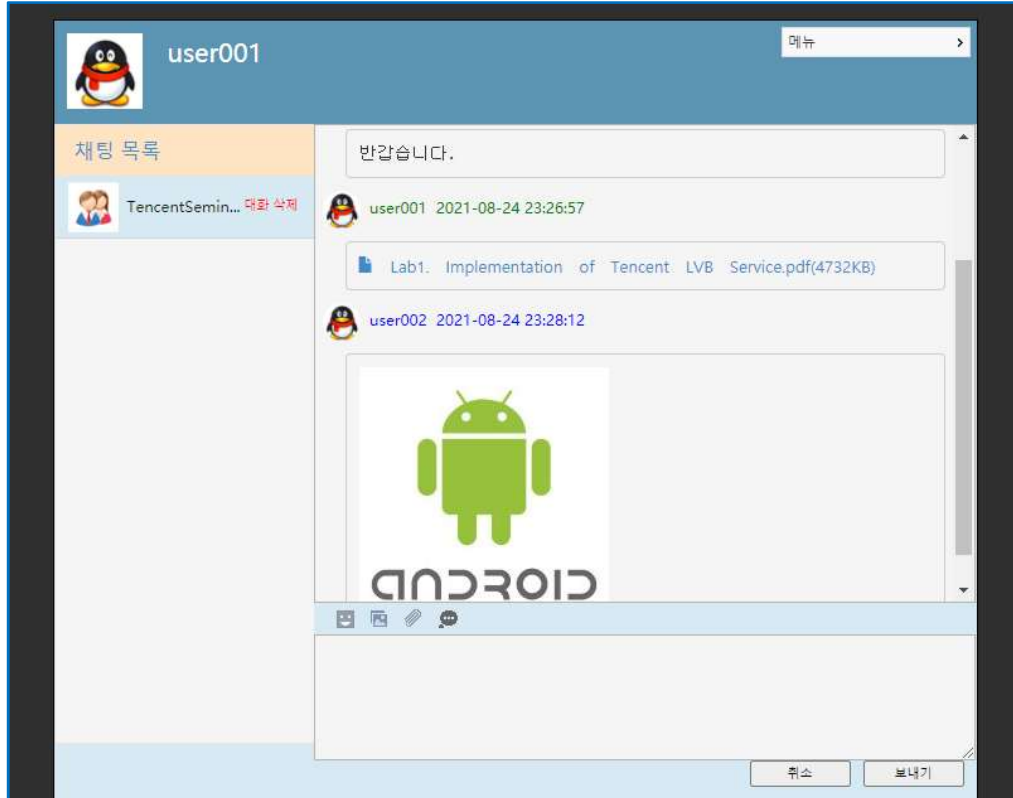 user001
메뉴
채팅 목록
TencentSemin... 대화 삭제
반갑습니다.
user001 2021-08-24 23:26:57
Lab1. Implementation of Tencent LVB Service.pdf(4732KB)
user002 2021-08-24 23:28:12
ANDROID
취소
보내기